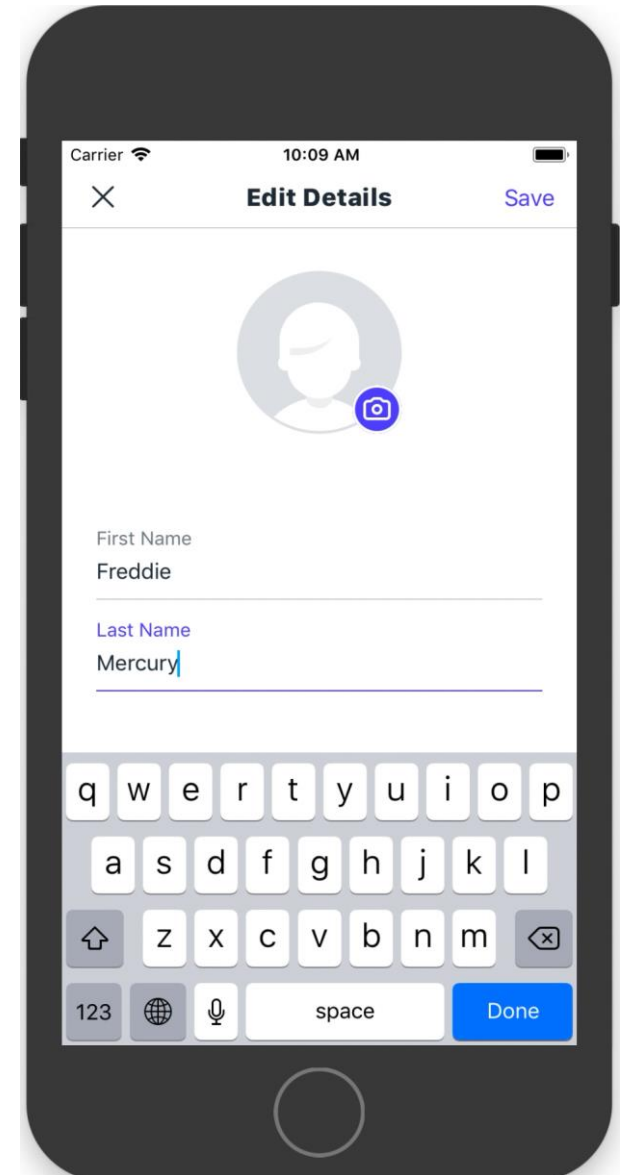 Carrier 10:09 AM
Edit Details Save
First Name
Freddie
Last Name
Mercury
q w e r t y u i o p
a s d f g h j k l
z x c v b n m
123 space Done